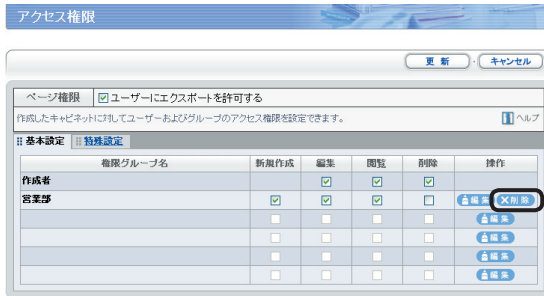 アクセス権限
更 新 ・ キャンセル
ページ権限 ユーザーにエクスポートを許可する
作成したキャビネットに対してユーザーおよびグループのアクセス権限を設定できます。 ヘルプ
基本設定 特殊設定
権限グループ名 新規作成 編集 閲覧 削除 操作
作成者
営業部 編集 削除
編集
編集
編集
編集